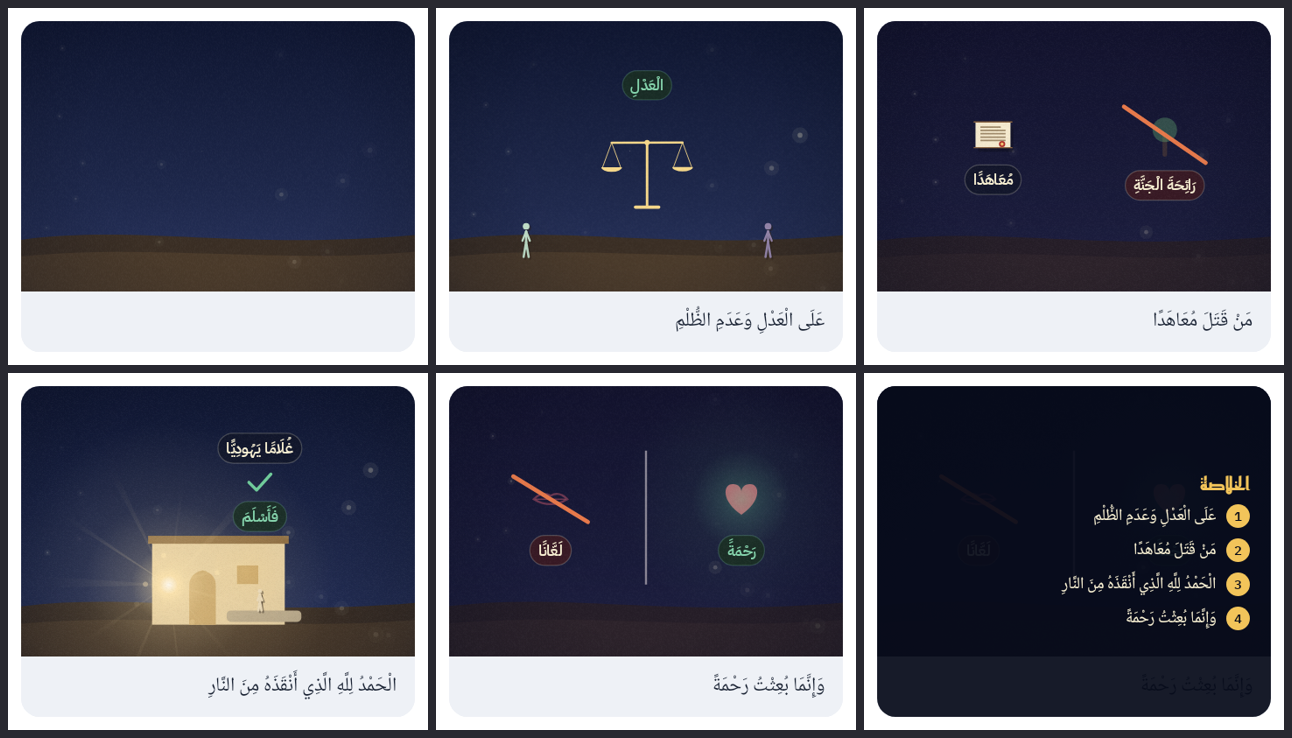 الْعَدْلِ
عَلَى الْعَدْلِ وَعَدَمِ الظُّلْمِ
رَائِحَةَ الْجَنَّةِ
مُعَاهَدًا
مَنْ قَتَلَ مُعَاهَدًا
غُلَامًا يَهُودِيًّا
فَأَسْلَمَ
الْحَمْدُ لِلَّهِ الَّذِي أَنْقَذَهُ مِنَ النَّارِ
رَحْمَةً
لَعَّانًا
وَإِنَّمَا بُعِثْتُ رَحْمَةً
الخلاصة
1 عَلَى الْعَدْلِ وَعَدَمِ الظُّلْمِ
2 مَنْ قَتَلَ مُعَاهَدًا
3 الْحَمْدُ لِلَّهِ الَّذِي أَنْقَذَهُ مِنَ النَّارِ
4 وَإِنَّمَا بُعِثْتُ رَحْمَةً
لَعَّانًا
وَإِنَّمَا بُعِثْتُ رَحْمَةً